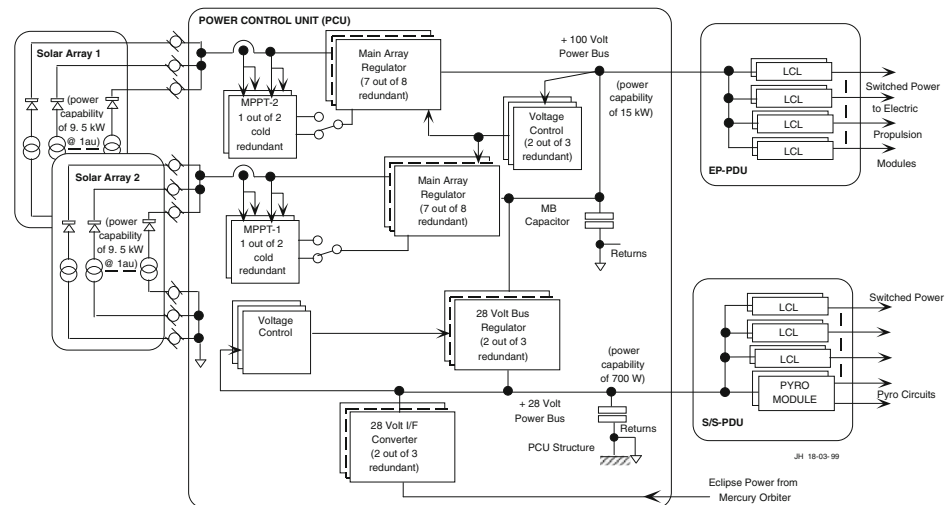 POWER CONTROL UNIT (PCU)
Solar Array 1
(power
capability
of 9. 5 kW
@ 1au)
Solar Array 2
(power
capability
of 9. 5 kW
@ 1au)
MPPT-2
1 out of 2
cold
redundant
Main Array
Regulator
(7 out of 8
redundant)
+ 100 Volt
Power Bus
(power
capability
of 15 kW)
Voltage
Control
(2 out of 3
redundant)
MPPT-1
1 out of 2
cold
redundant
Main Array
Regulator
(7 out of 8
redundant)
MB
Capacitor
Returns
Voltage
Control
28 Volt Bus
Regulator
(2 out of 3
redundant)
(power
capability
of 700 W)
+ 28 Volt
Power Bus
28 Volt I/F
Converter
(2 out of 3
redundant)
Returns
PCU Structure
LCL
LCL
LCL
LCL
EP-PDU
Switched Power
to Electric
Propulsion
Modules
LCL
LCL
LCL
PYRO
MODULE
S/S-PDU
Switched Power
Pyro Circuits
JH 18-03-99
Eclipse Power from
Mercury Orbiter